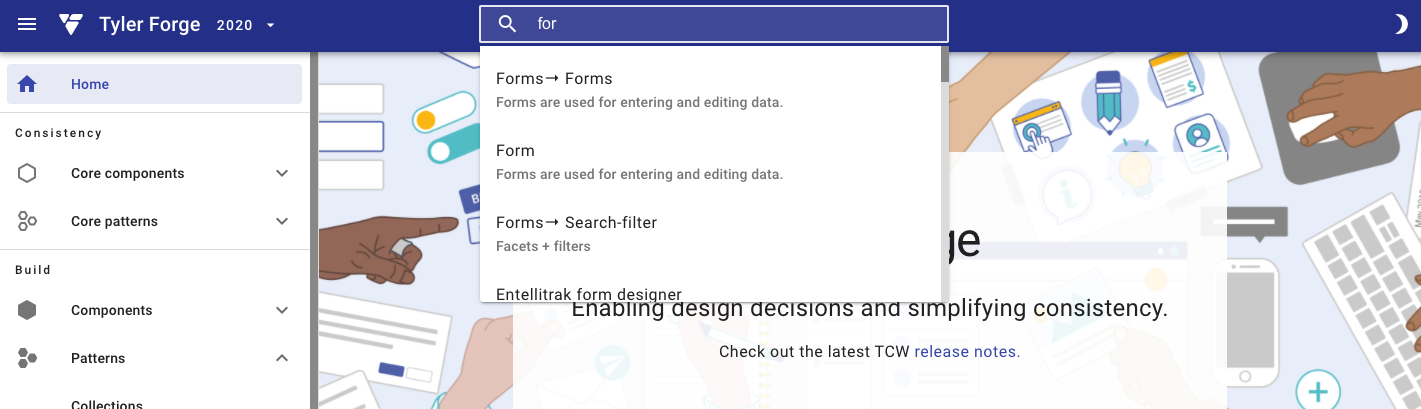 Tyler Forge 2020
for
Home
Consistency
Core components
Core patterns
Build
Components
Patterns
Collections
Forms→ Forms
Forms are used for entering and editing data.
Form
Forms are used for entering and editing data.
Forms→ Search-filter
Facets + filters
Entellitrak form designer
ge
Enabling design decisions and simplifying consistency.
Check out the latest TCW release notes.